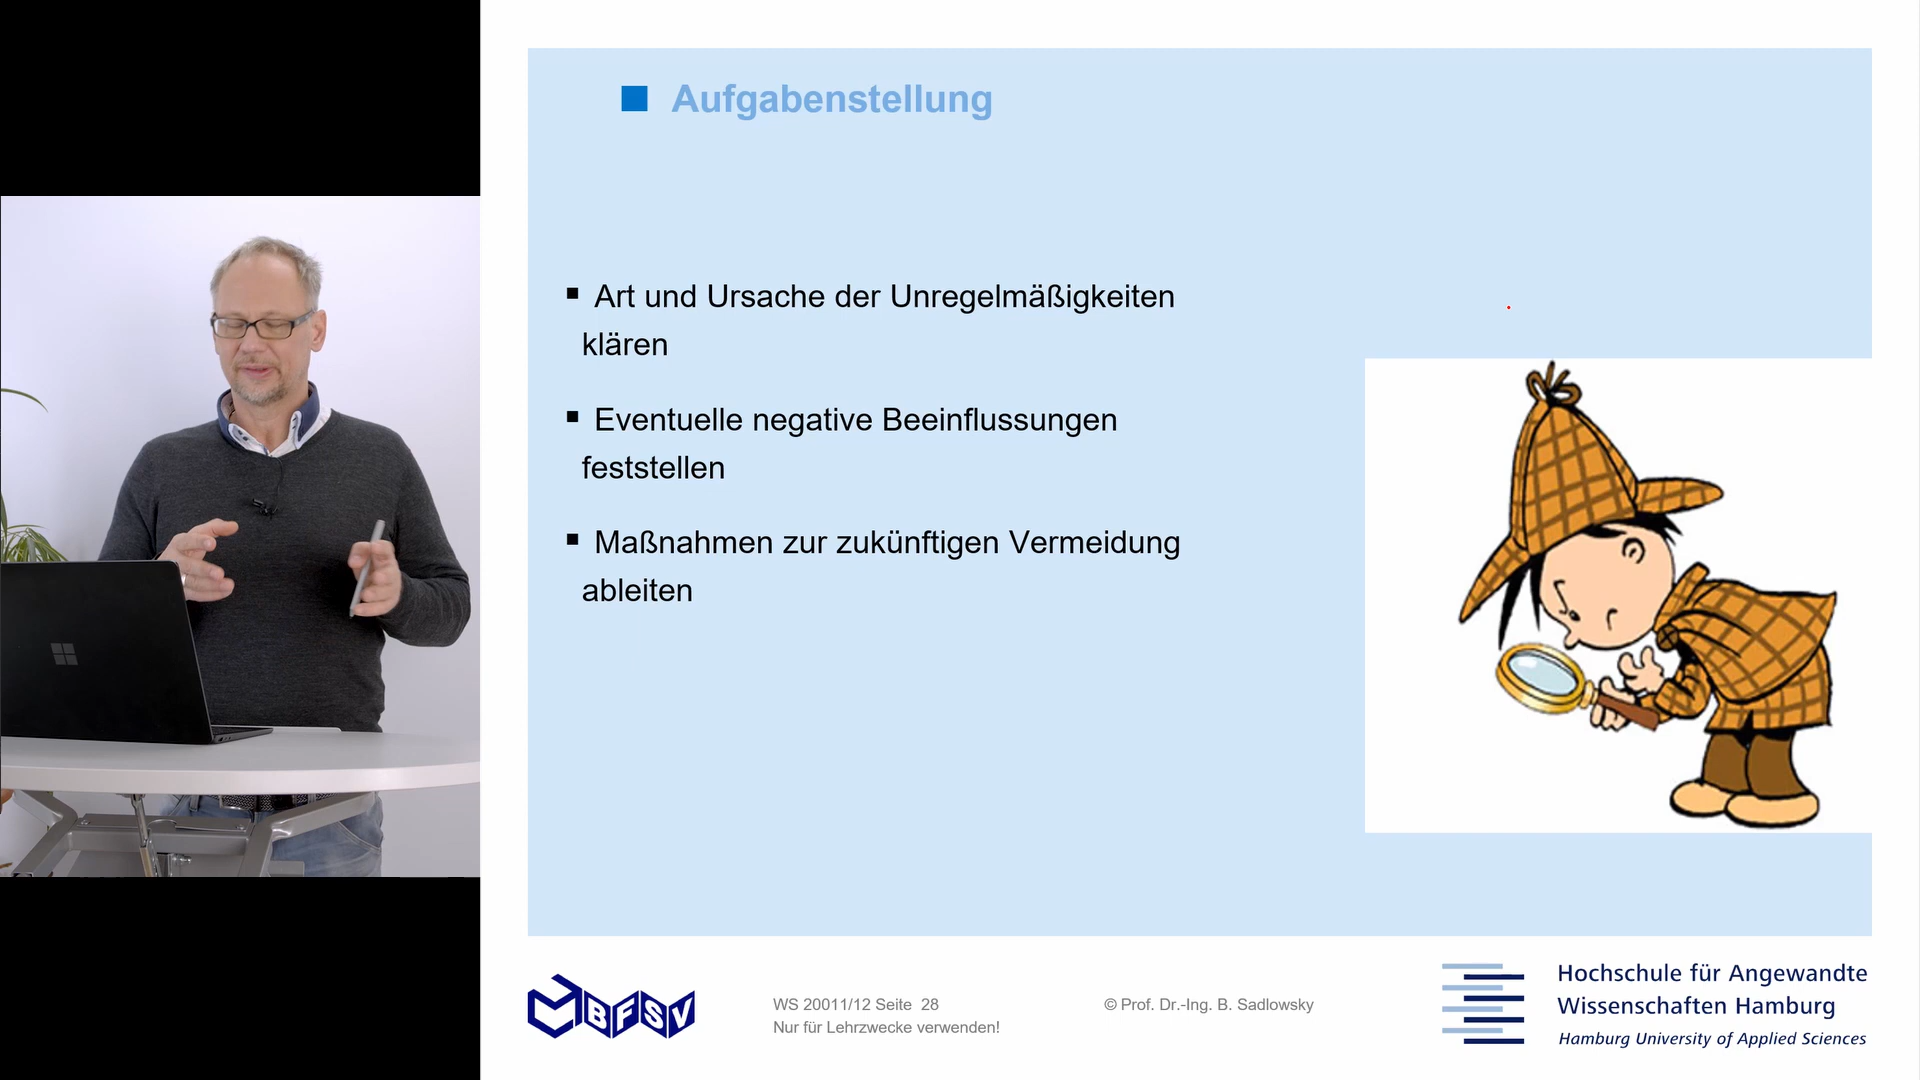 Aufgabenstellung
Art und Ursache der Unregelmäßigkeiten
klären
Eventuelle negative Beeinflussungen
feststellen
Maßnahmen zur zukünftigen Vermeidung
ableiten
BFSV
WS 20011/12 Seite 28
Nur für Lehrzwecke verwenden!
© Prof. Dr.-Ing. B. Sadlowsky
Hochschule für Angewandte
Wissenschaften Hamburg
Hamburg University of Applied Sciences